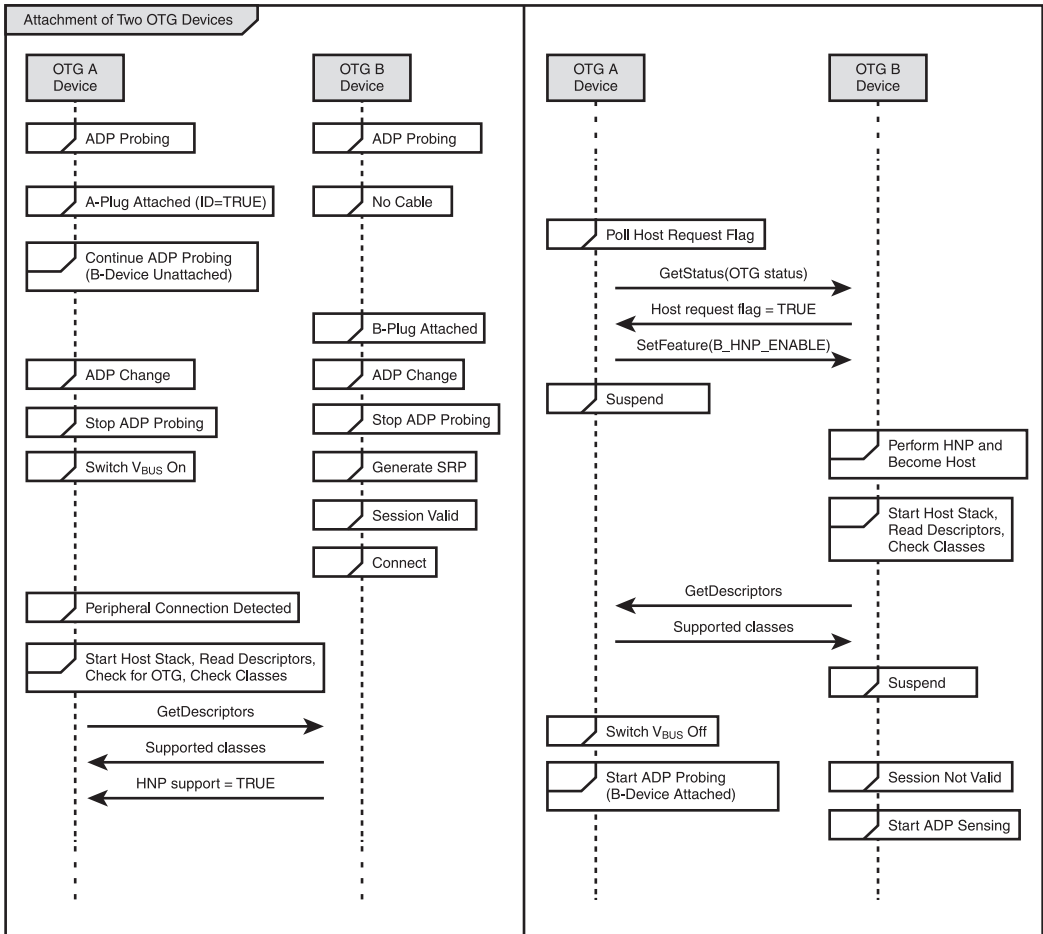 Attachment of Two OTG Devices
OTG A
Device
OTG B
Device
ADP Probing
ADP Probing
A-Plug Attached (ID=TRUE)
No Cable
Continue ADP Probing
(B-Device Unattached)
B-Plug Attached
ADP Change
ADP Change
Stop ADP Probing
Stop ADP Probing
Switch VBUS On
Generate SRP
Session Valid
Connect
Peripheral Connection Detected
Start Host Stack, Read Descriptors,
Check for OTG, Check Classes
GetDescriptors
Supported classes
HNP support = TRUE
OTG A
Device
OTG B
Device
Poll Host Request Flag
GetStatus(OTG status)
Host request flag = TRUE
SetFeature(B_HNP_ENABLE)
Suspend
Perform HNP and
Become Host
Start Host Stack,
Read Descriptors,
Check Classes
GetDescriptors
Supported classes
Suspend
Switch VBUS Off
Start ADP Probing
(B-Device Attached)
Session Not Valid
Start ADP Sensing